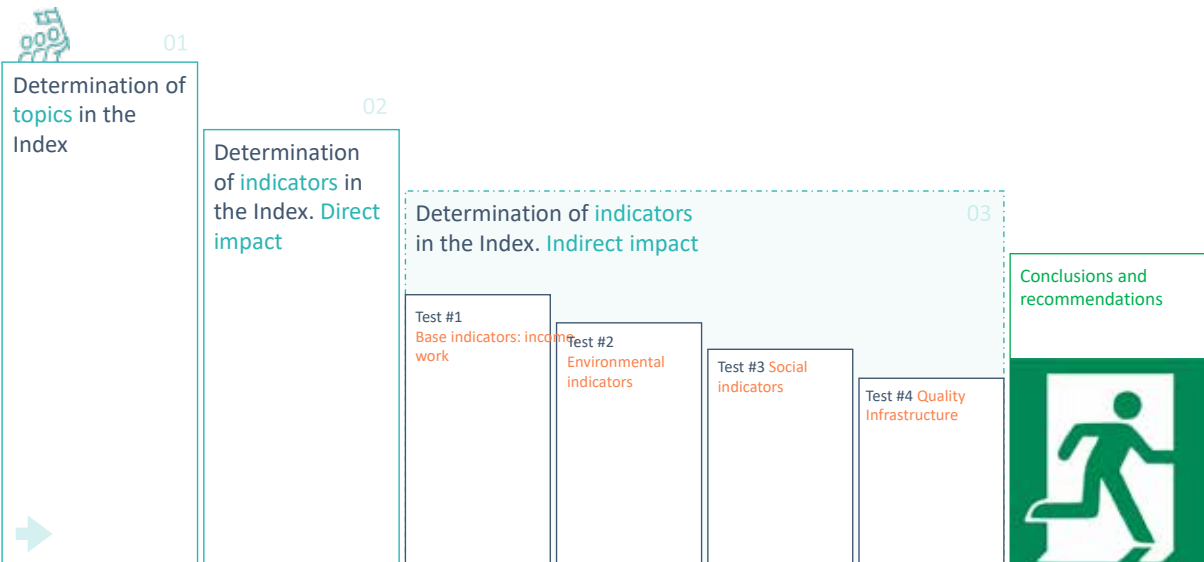 01
Determination of
topics in the
Index
02
Determination
of indicators in
the Index. Direct
impact
03
Determination of indicators
in the Index. Indirect impact
Test #1
Base indicators: income
work
Test #2
Environmental
indicators
Test #3 Social
indicators
Test #4 Quality
Infrastructure
Conclusions and
recommendations